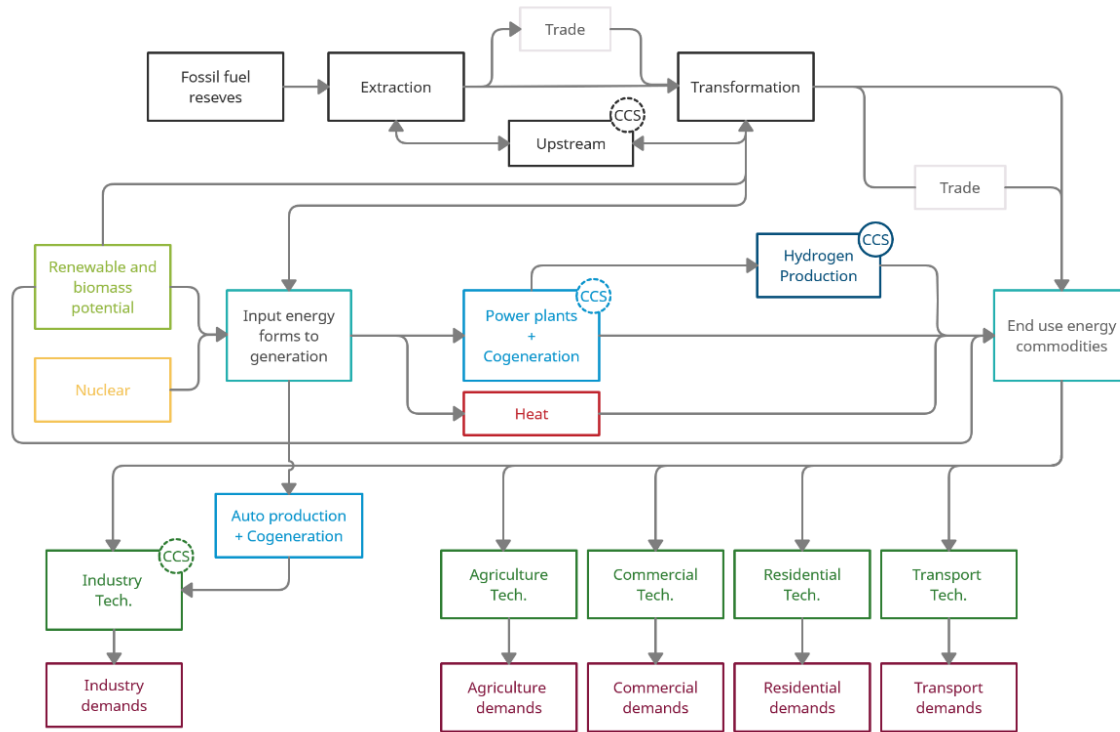 Trade
Fossil fuel
reseves
Extraction
Transformation
CCS
Upstream
Trade
Renewable and
biomass
potential
CCS
Hydrogen
Production
Input energy
forms to
generation
CCS
Power plants
+
Cogeneration
End use energy
commodities
Nuclear
Heat
Auto production
+ Cogeneration
CCS
Industry
Tech.
Agriculture
Tech.
Commercial
Tech.
Residential
Tech.
Transport
Tech.
Industry
demands
Agriculture
demands
Commercial
demands
Residential
demands
Transport
demands